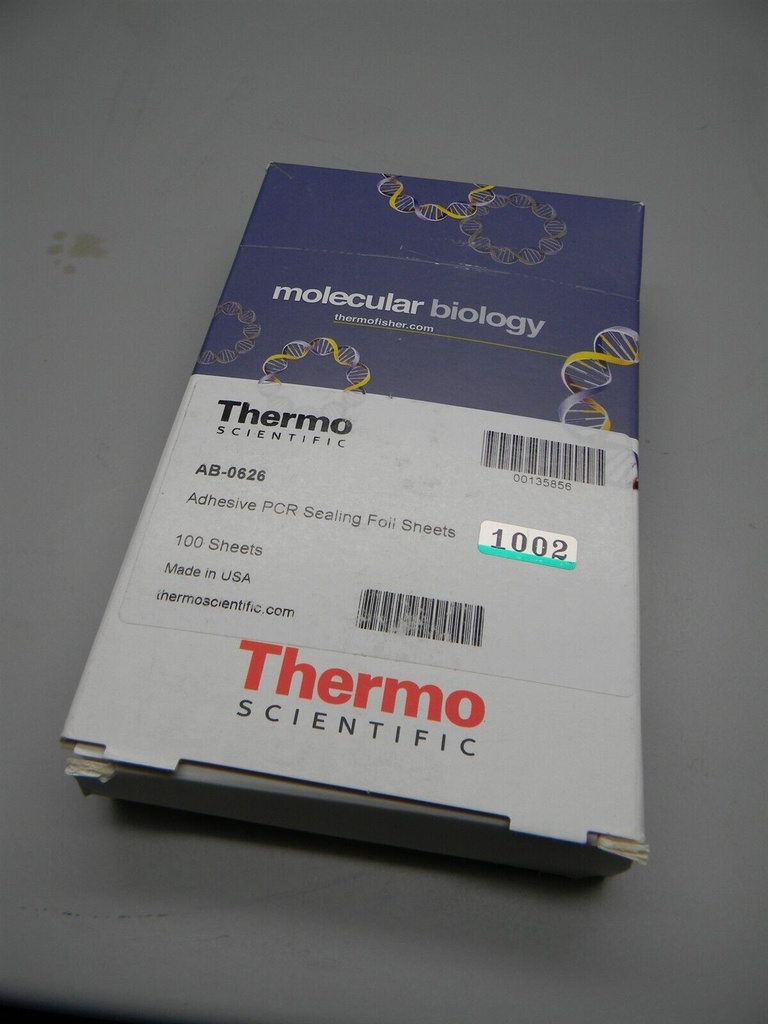 molecular biology
thermofisher.com
Thermo
SCIENTIFIC
00135856
AB-0626
Adhesive PCR Sealing Foil Sheets
1002
100 Sheets
Made in USA
thermoscientific.com
Thermo
SCIENTIFIC